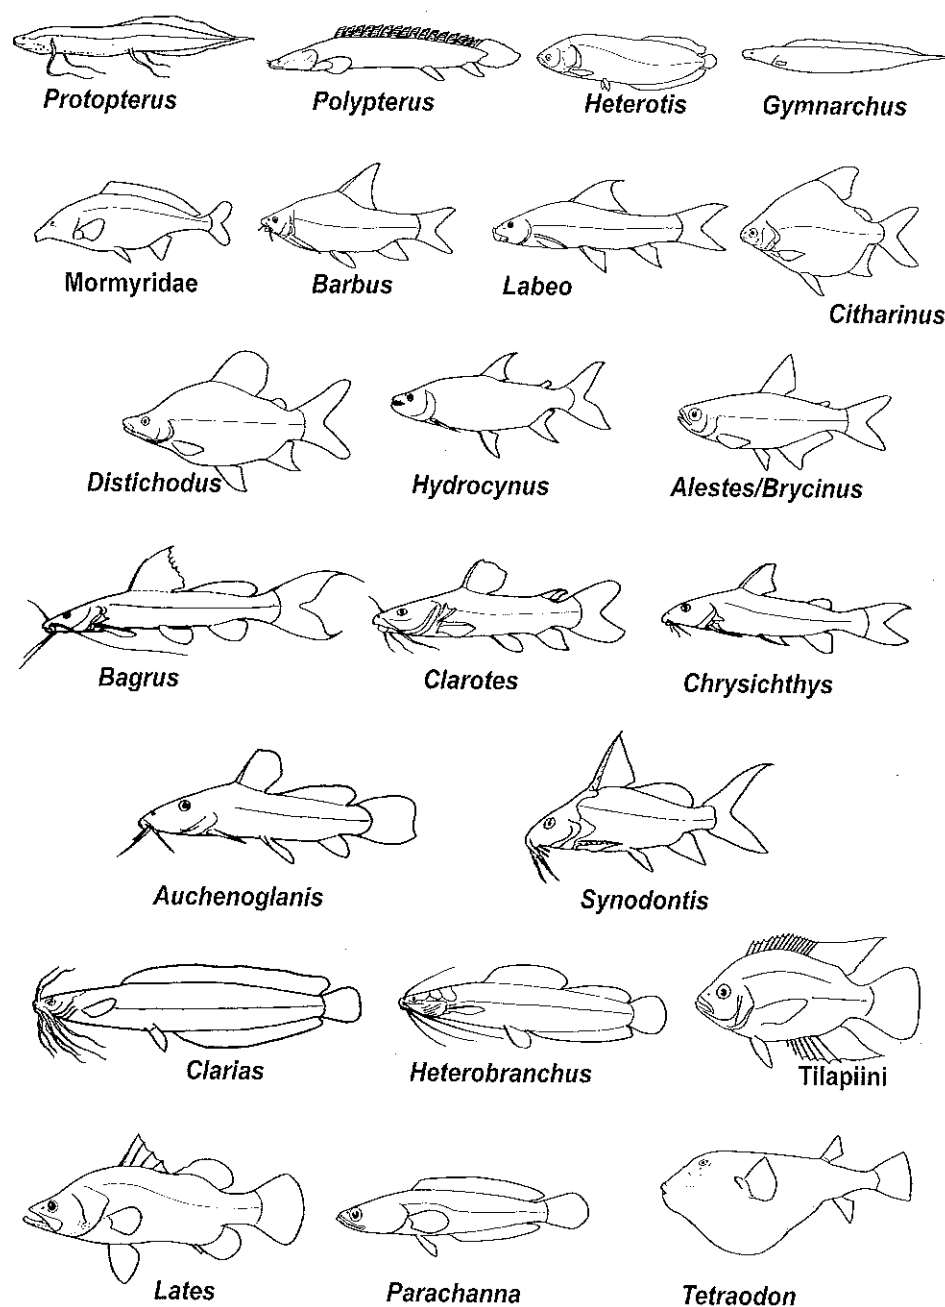 Protopterus
Polypterus
Heterotis
Gymnarchus
Mormyridae
Barbus
Labeo
Citharinus
Distichodus
Hydrocynus
Alestes/Brycinus
Bagrus
Clarotes
Chrysichthys
Auchenoglanis
Synodontis
Clarias
Heterobranchus
Tilapiini
Lates
Parachanna
Tetraodon